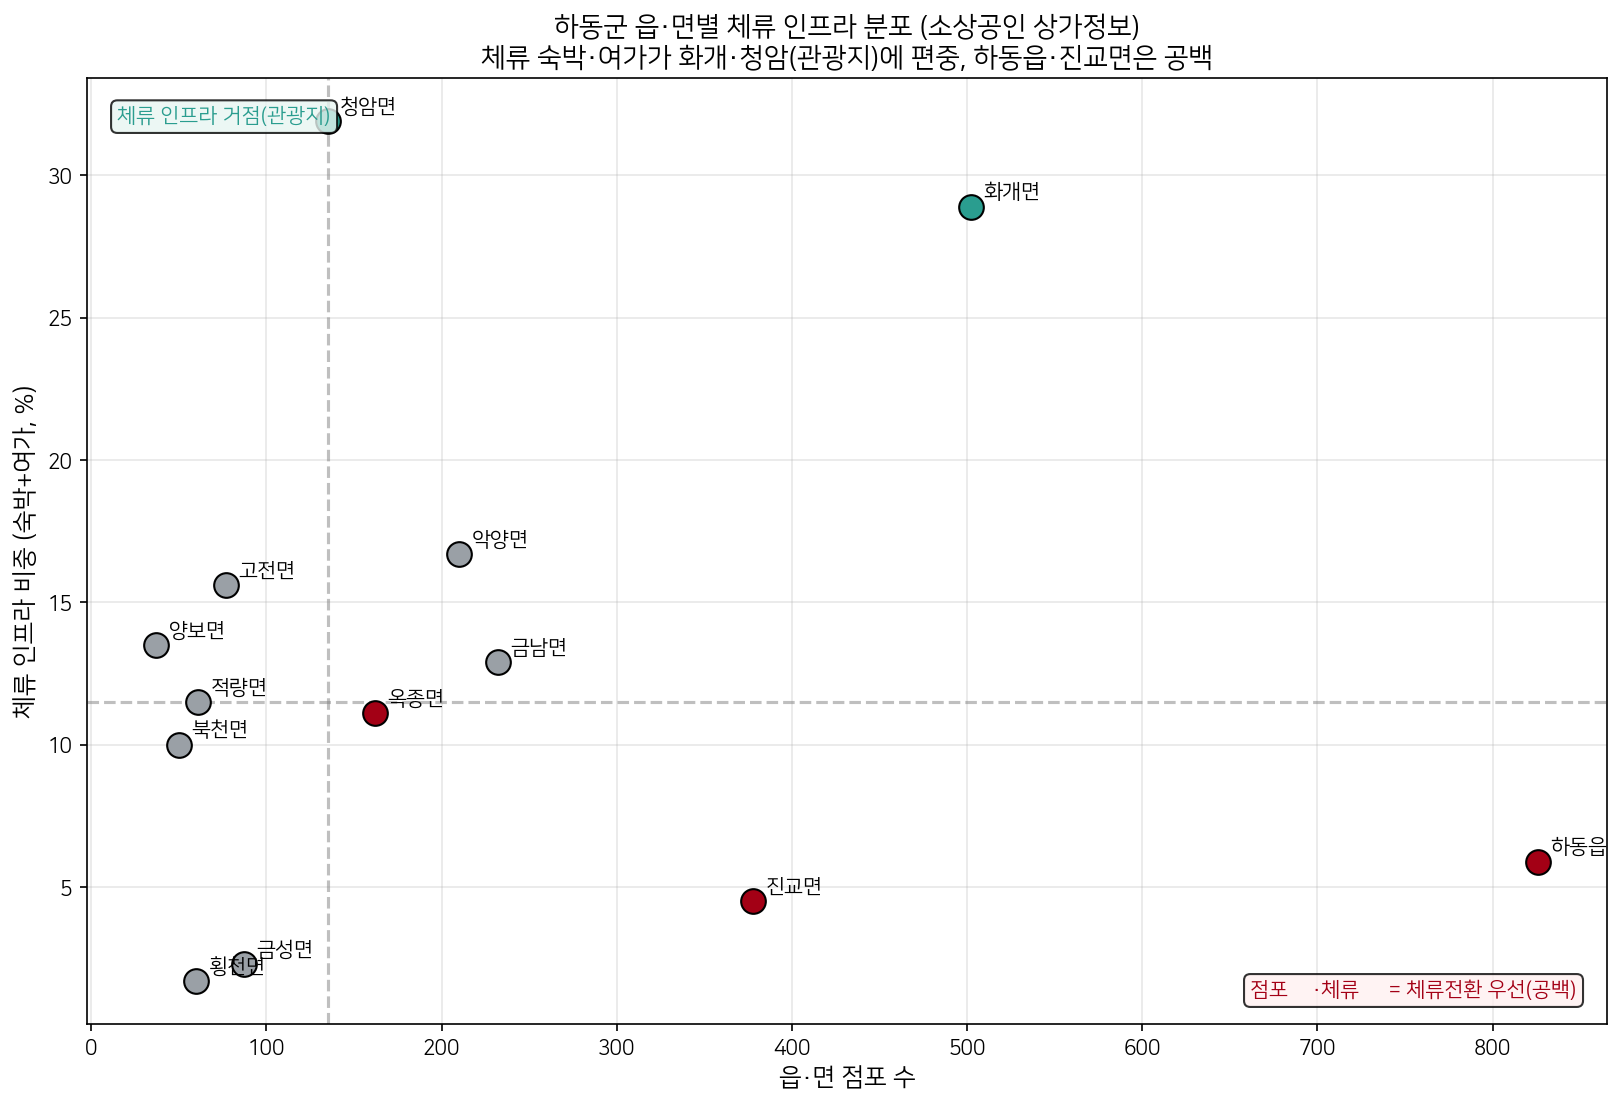 하동군 읍·면별 체류 인프라 분포 (소상공인 상가정보)
체류 숙박·여가가 화개·청암(관광지)에 편중, 하동읍·진교면은 공백
체류 인프라 거점(관광지)
청암면
화개면
악양면
고전면
양보면
금남면
적량면
옥종면
북천면
하동읍
진교면
금성면
횡천면
점포 ·체류 = 체류전환 우선(공백)
체류 인프라 비중 (숙박+여가, %)
30
25
20
15
10
5
0 100 200 300 400 500 600 700 800
읍·면 점포 수